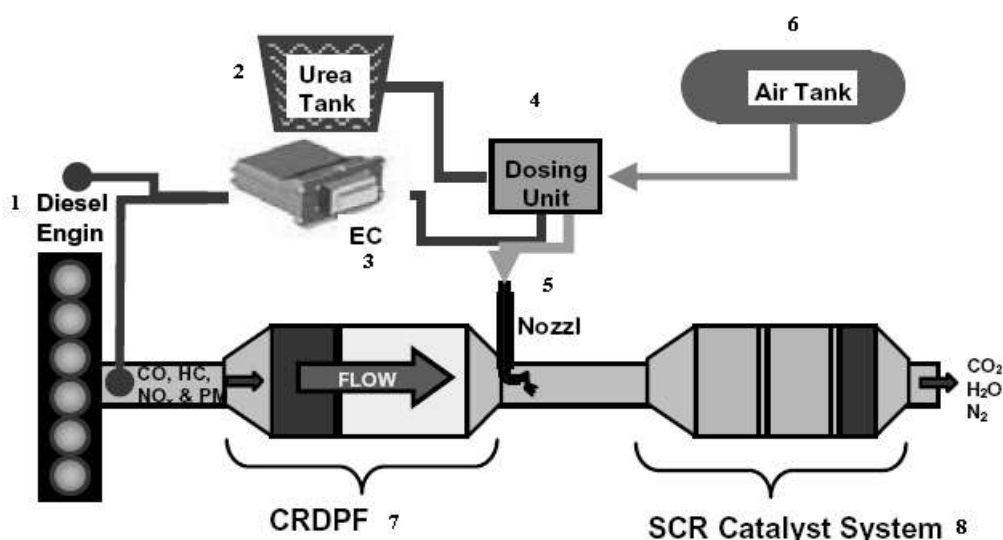 6
2
Urea
Tank
Air Tank
4
Dosing
Unit
1 Diesel
Engin
EC
3
5
Nozzl
CO, HC,
NOx & PM
FLOW
CO₂
H₂O
N₂
CRDPF 7
SCR Catalyst System 8